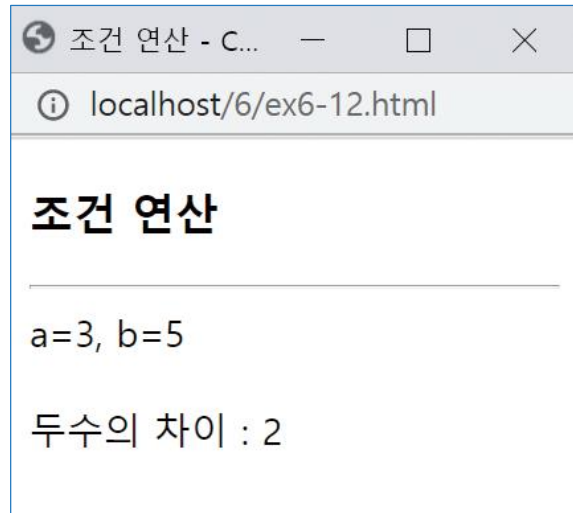 조건 연산 - C...
localhost/6/ex6-12.html
조건 연산
a=3, b=5
두수의 차이 : 2